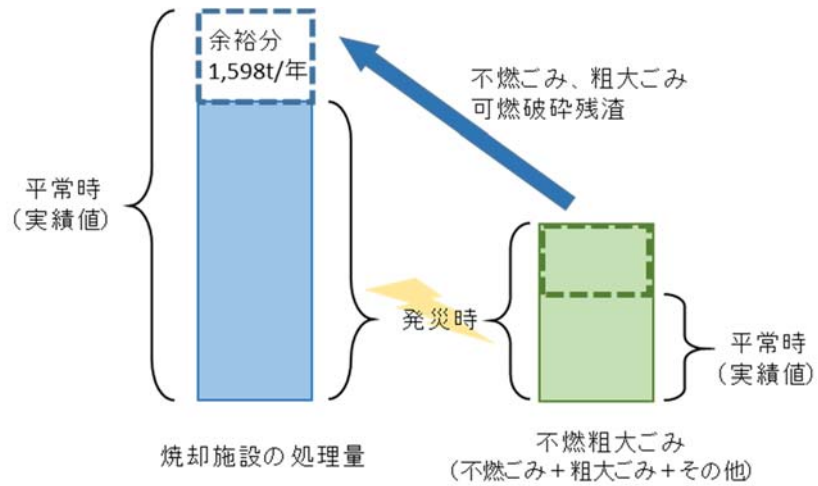 余裕分
1,598t/年
不燃ごみ、粗大ごみ
可燃破砕残渣
平常時
（実績値）
発災時
平常時
（実績値）
焼却施設の処理量
不燃粗大ごみ
（不燃ごみ＋粗大ごみ＋その他）